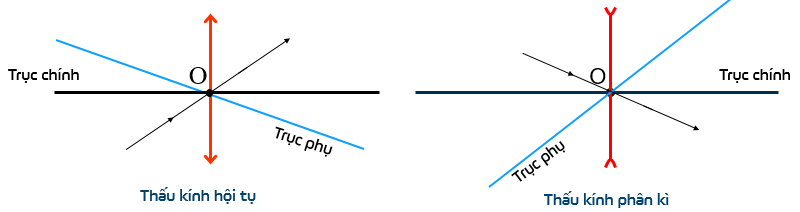 O
Trục chính
Trục phụ
Thấu kính hội tụ
O
Trục chính
Trục phụ
Thấu kính phân kì